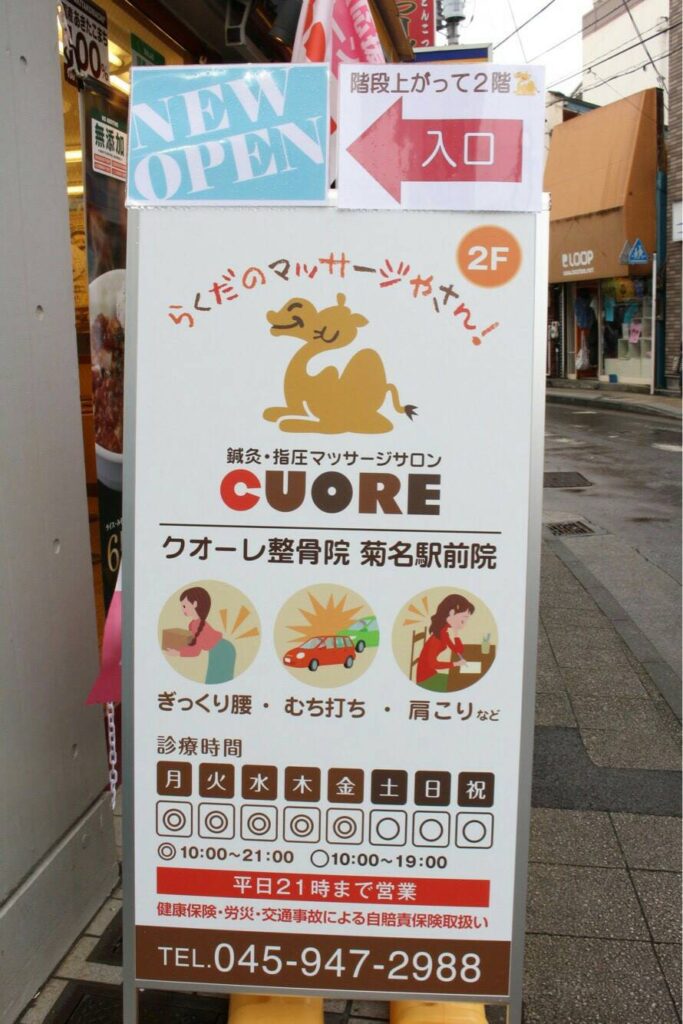 NEW
OPEN
階段上がって2階
入口
無添加
LOOP
2F
らくだのマッサージやさん!
鍼灸・指圧マッサージサロン
CUORE
クオーレ整骨院 菊名駅前院
ぎっくり腰・むち打ち・肩こりなど
診療時間
月 火 水 木 金 土 日 祝
◎ ◎ ◎ ◎ ◎ ○ ○ ○
◎10:00～21:00 ○10:00～19:00
平日21時まで営業
健康保険・労災・交通事故による自賠責保険取扱い
TEL.045-947-2988